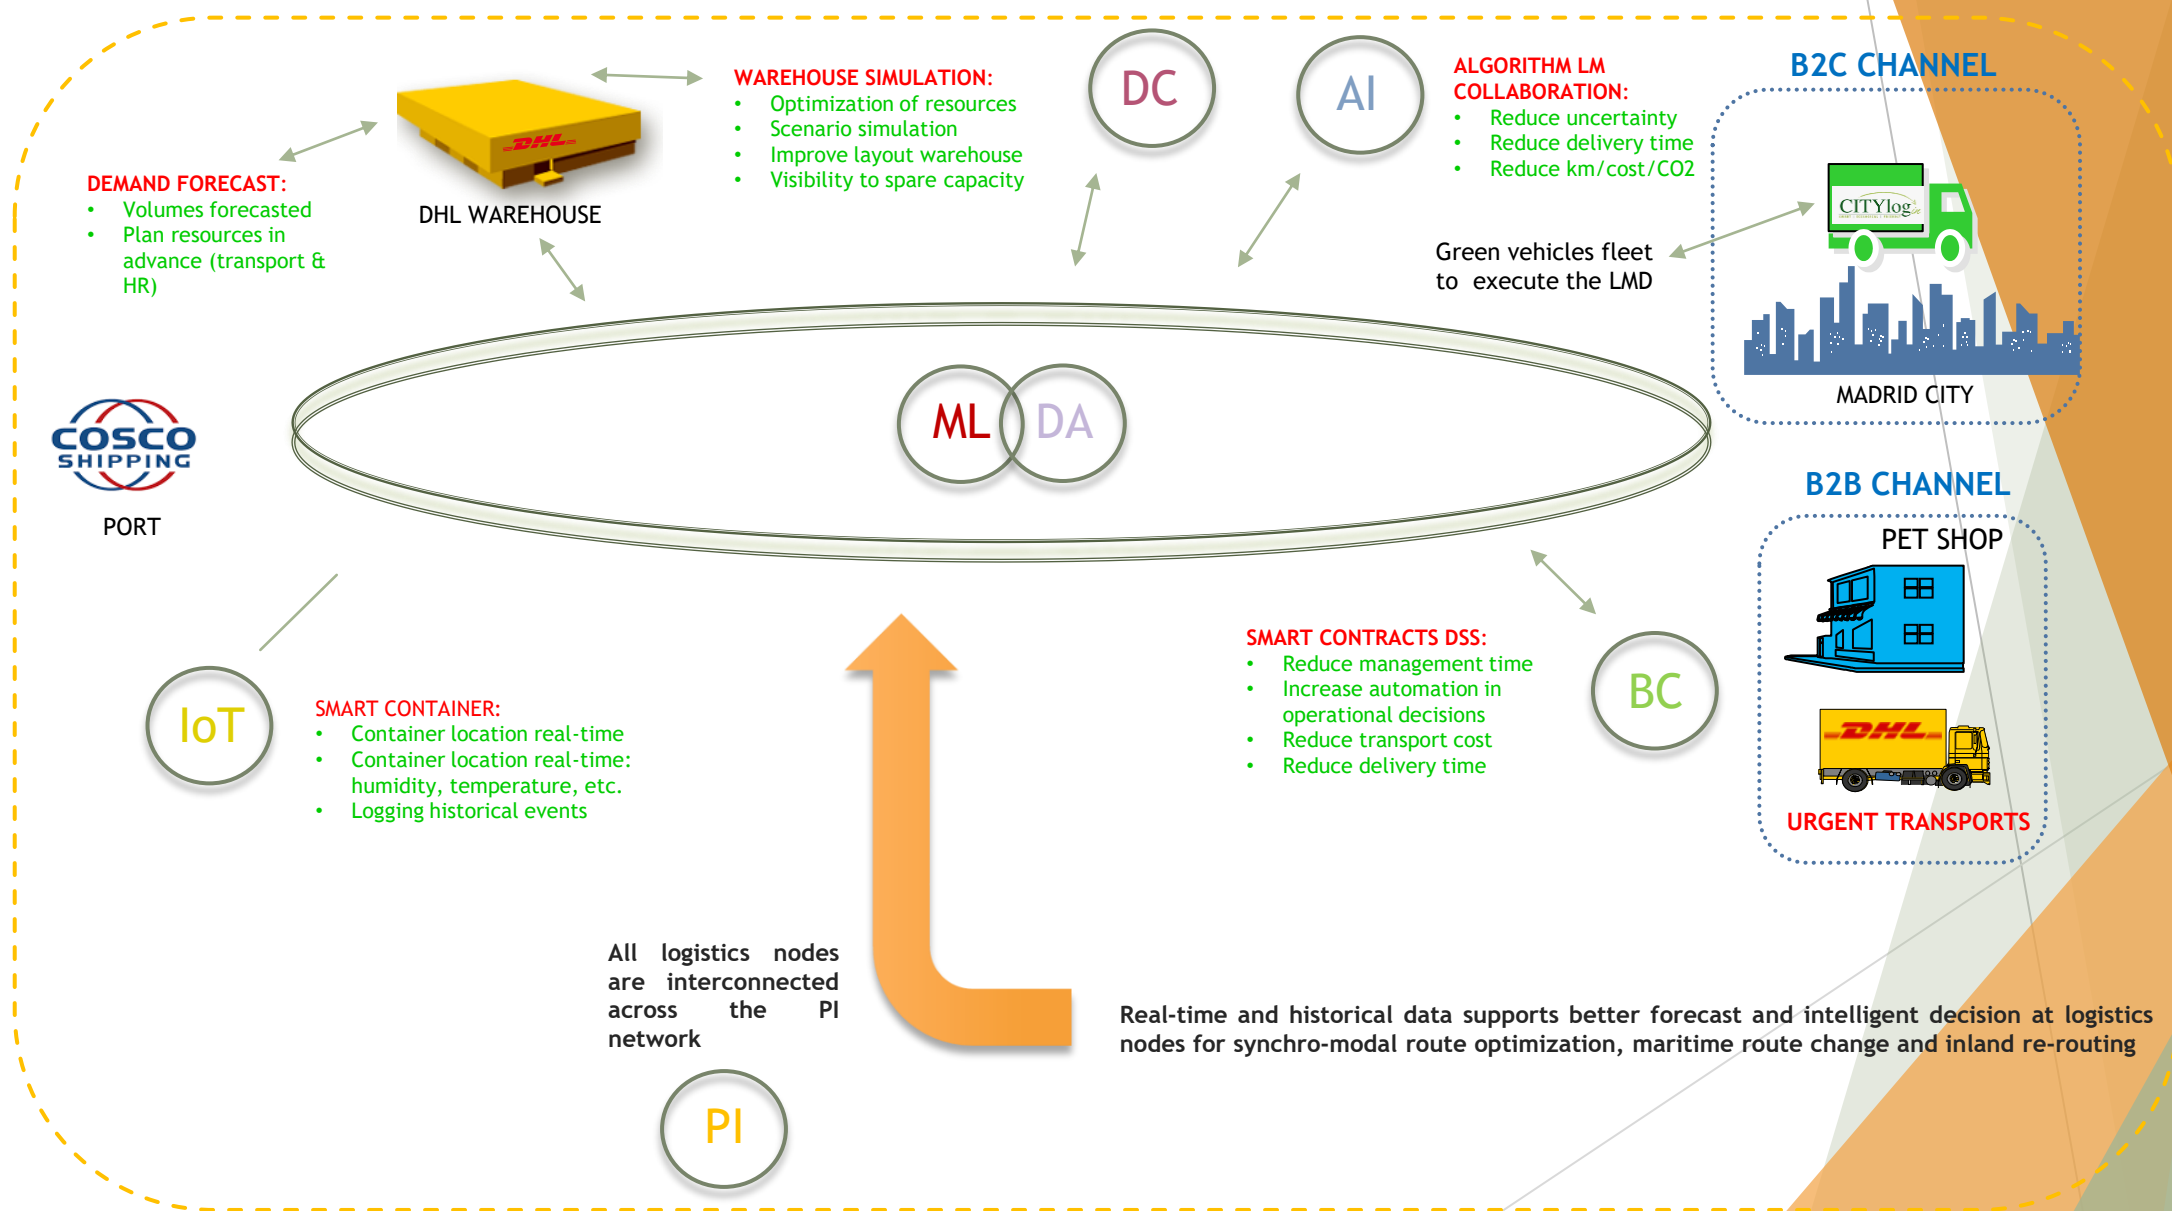 WAREHOUSE SIMULATION:
• Optimization of resources
• Scenario simulation
• Improve layout warehouse
• Visibility to spare capacity
DHL
DHL WAREHOUSE
DEMAND FORECAST:
• Volumes forecasted
• Plan resources in
advance (transport &
HR)
DC
AI
ALGORITHM LM
COLLABORATION:
• Reduce uncertainty
• Reduce delivery time
• Reduce km/cost/CO2
B2C CHANNEL
CITYlog
Green vehicles fleet
to execute the LMD
MADRID CITY
ML
DA
COSCO
SHIPPING
PORT
B2B CHANNEL
PET SHOP
DHL
URGENT TRANSPORTS
IoT
SMART CONTAINER:
• Container location real-time
• Container location real-time:
humidity, temperature, etc.
• Logging historical events
SMART CONTRACTS DSS:
• Reduce management time
• Increase automation in
operational decisions
• Reduce transport cost
• Reduce delivery time
BC
All logistics nodes
are interconnected
across the PI
network
PI
Real-time and historical data supports better forecast and intelligent decision at logistics
nodes for synchro-modal route optimization, maritime route change and inland re-routing